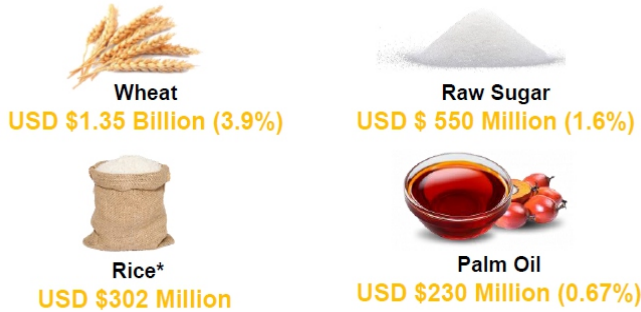 Wheat
USD $1.35 Billion (3.9%)
Raw Sugar
USD $ 550 Million (1.6%)
Rice*
USD $302 Million
Palm Oil
USD $230 Million (0.67%)